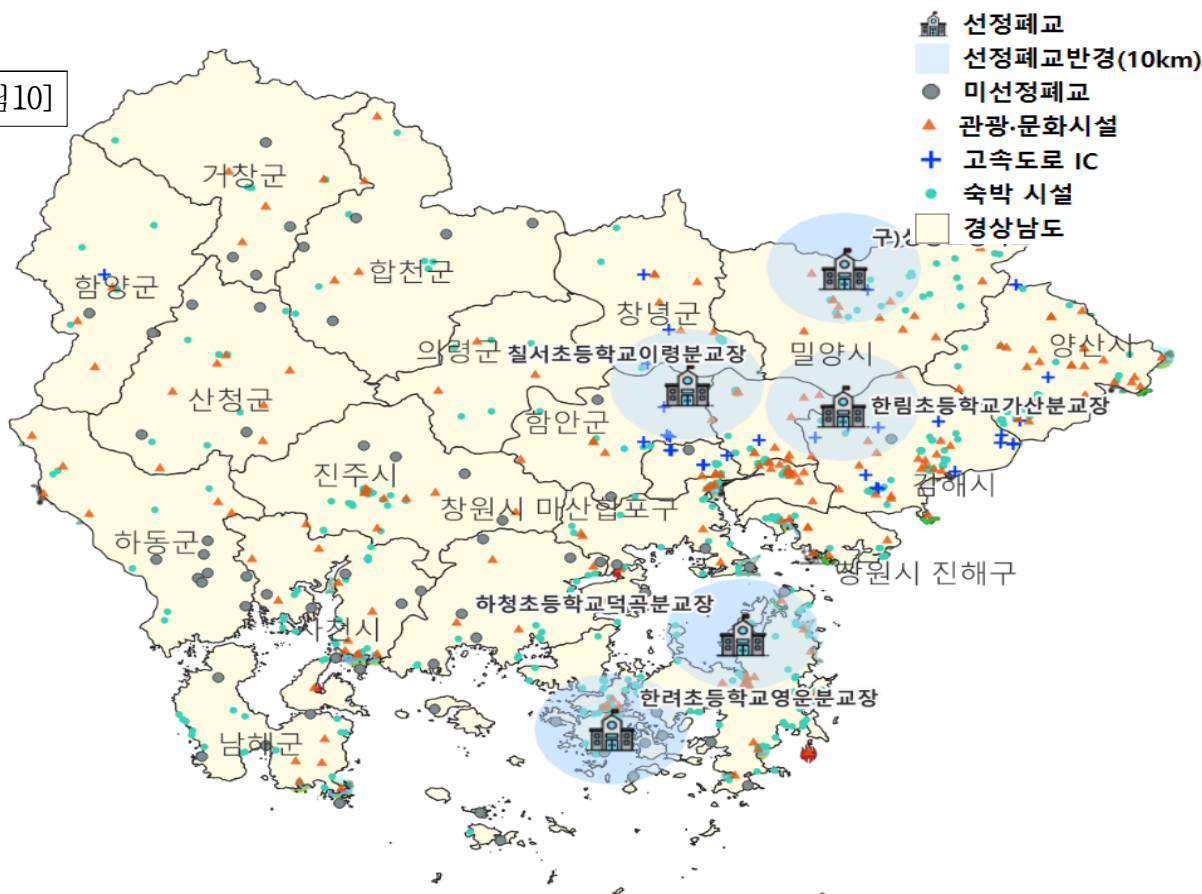 10]
선정폐교
선정폐교반경(10km)
미선정폐교
관광·문화시설
고속도로 IC
숙박 시설
경상남도
거창군
합천군
함양군
창녕군
의령군
칠서초등학교이령분교장
밀양시
양산시
산청군
함안군
한림초등학교가산분교장
진주시
창원시 마산합포구
김해시
하동군
창원시 진해구
하청초등학교덕곡분교장
사천시
한려초등학교영운분교장
남해군